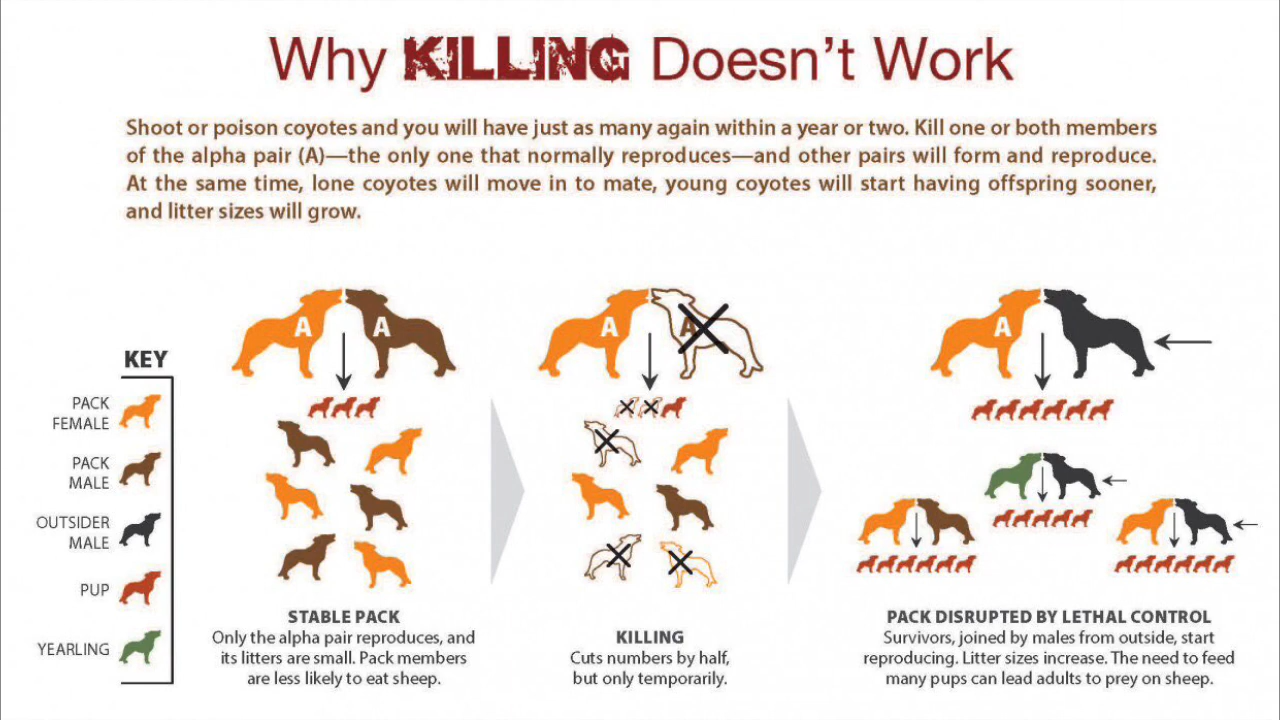 Why KILLING Doesn't Work
Shoot or poison coyotes and you will have just as many again within a year or two. Kill one or both members
of the alpha pair (A)—the only one that normally reproduces—and other pairs will form and reproduce.
At the same time, lone coyotes will move in to mate, young coyotes will start having offspring sooner,
and litter sizes will grow.
KEY
PACK
FEMALE
PACK
MALE
OUTSIDER
MALE
PUP
YEARLING
A A
STABLE PACK
Only the alpha pair reproduces, and
its litters are small. Pack members
are less likely to eat sheep.
A A
KILLING
Cuts numbers by half,
but only temporarily.
A
PACK DISRUPTED BY LETHAL CONTROL
Survivors, joined by males from outside, start
reproducing. Litter sizes increase. The need to feed
many pups can lead adults to prey on sheep.